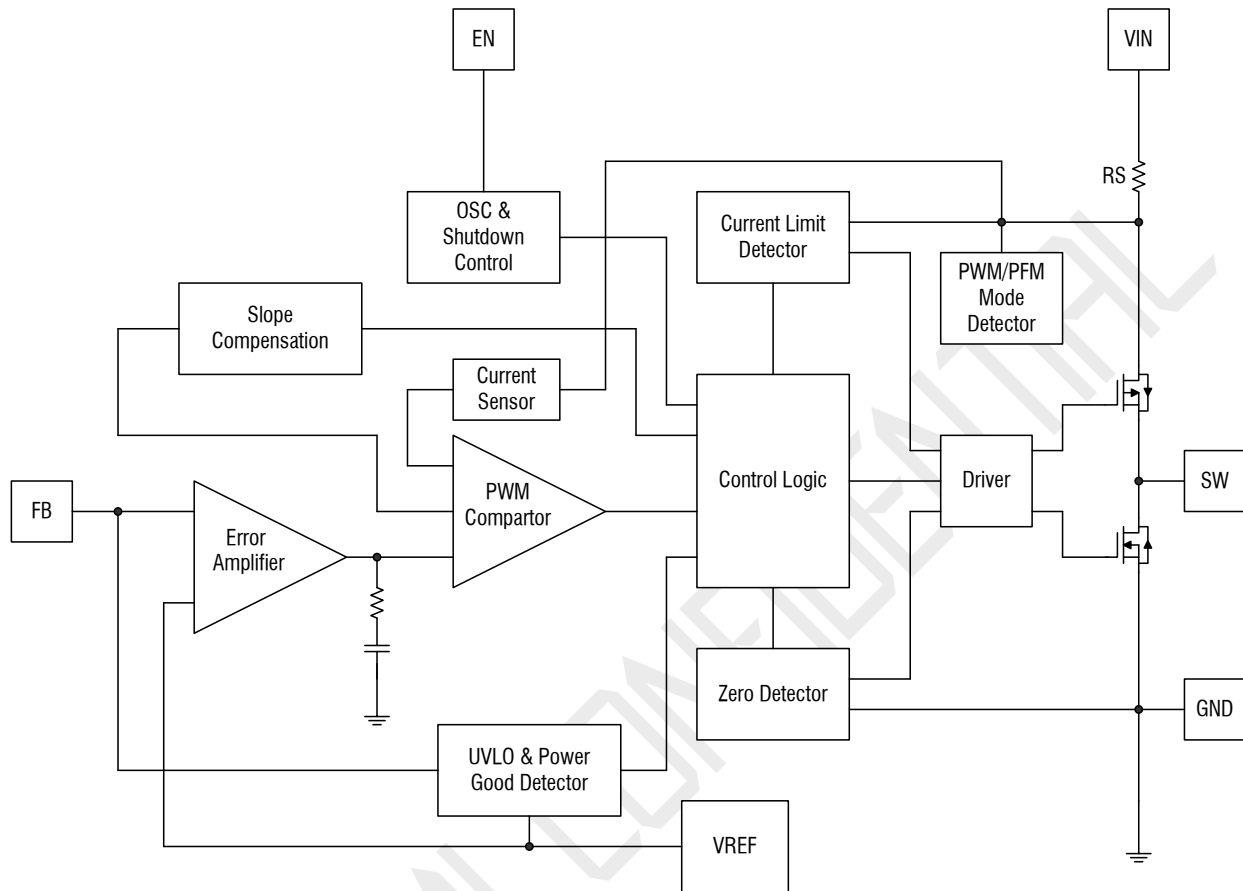 EN
VIN
RS
OSC &
Shutdown
Control
Current Limit
Detector
PWM/PFM
Mode
Detector
Slope
Compensation
Current
Sensor
PWM
Compartor
Control Logic
Driver
SW
FB
Error
Amplifier
Zero Detector
GND
UVLO & Power
Good Detector
VREF
CONFIDENTIAL